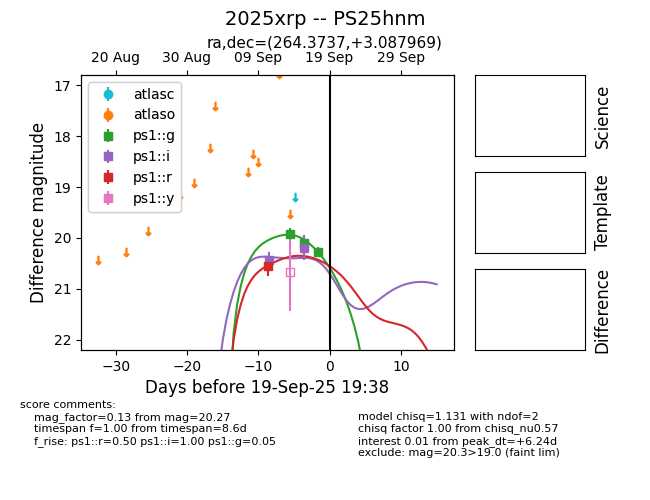 2025xrp -- PS25hnm
ra,dec=(264.3737,+3.087969)
20 Aug 30 Aug 09 Sep 19 Sep 29 Sep
17
18
19
20
21
22
Difference magnitude
atlasc
atlaso
ps1::g
ps1::i
ps1::r
ps1::y
−30 −20 −10 0 10
Days before 19-Sep-25 19:38
Science
Template
Difference
score comments:
mag_factor=0.13 from mag=20.27
timespan f=1.00 from timespan=8.6d
f_rise: ps1::r=0.50 ps1::i=1.00 ps1::g=0.05
model chisq=1.131 with ndof=2
chisq factor 1.00 from chisq_nu0.57
interest 0.01 from peak_dt=+6.24d
exclude: mag=20.3>19.0 (faint lim)